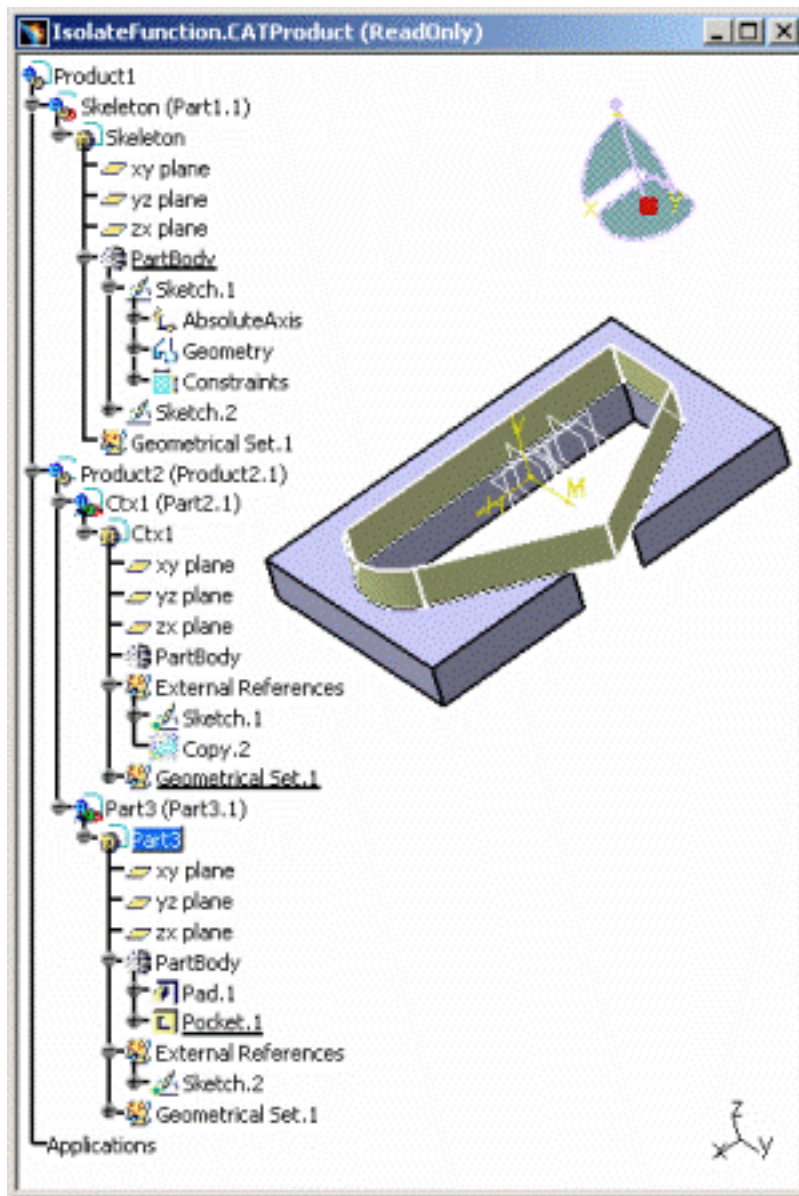 IsolateFunction.CATProduct (ReadOnly)
Product1
Skeleton (Part1.1)
Skeleton
xy plane
yz plane
zx plane
PartBody
Sketch.1
AbsoluteAxis
Geometry
Constraints
Sketch.2
Geometrical Set.1
Product2 (Product2.1)
Ctx1 (Part2.1)
Ctx1
xy plane
yz plane
zx plane
PartBody
External References
Sketch.1
Copy.2
Geometrical Set.1
Part3 (Part3.1)
Part3
xy plane
yz plane
zx plane
PartBody
Pad.1
Pocket.1
External References
Sketch.2
Geometrical Set.1
Applications
x y
z
x y